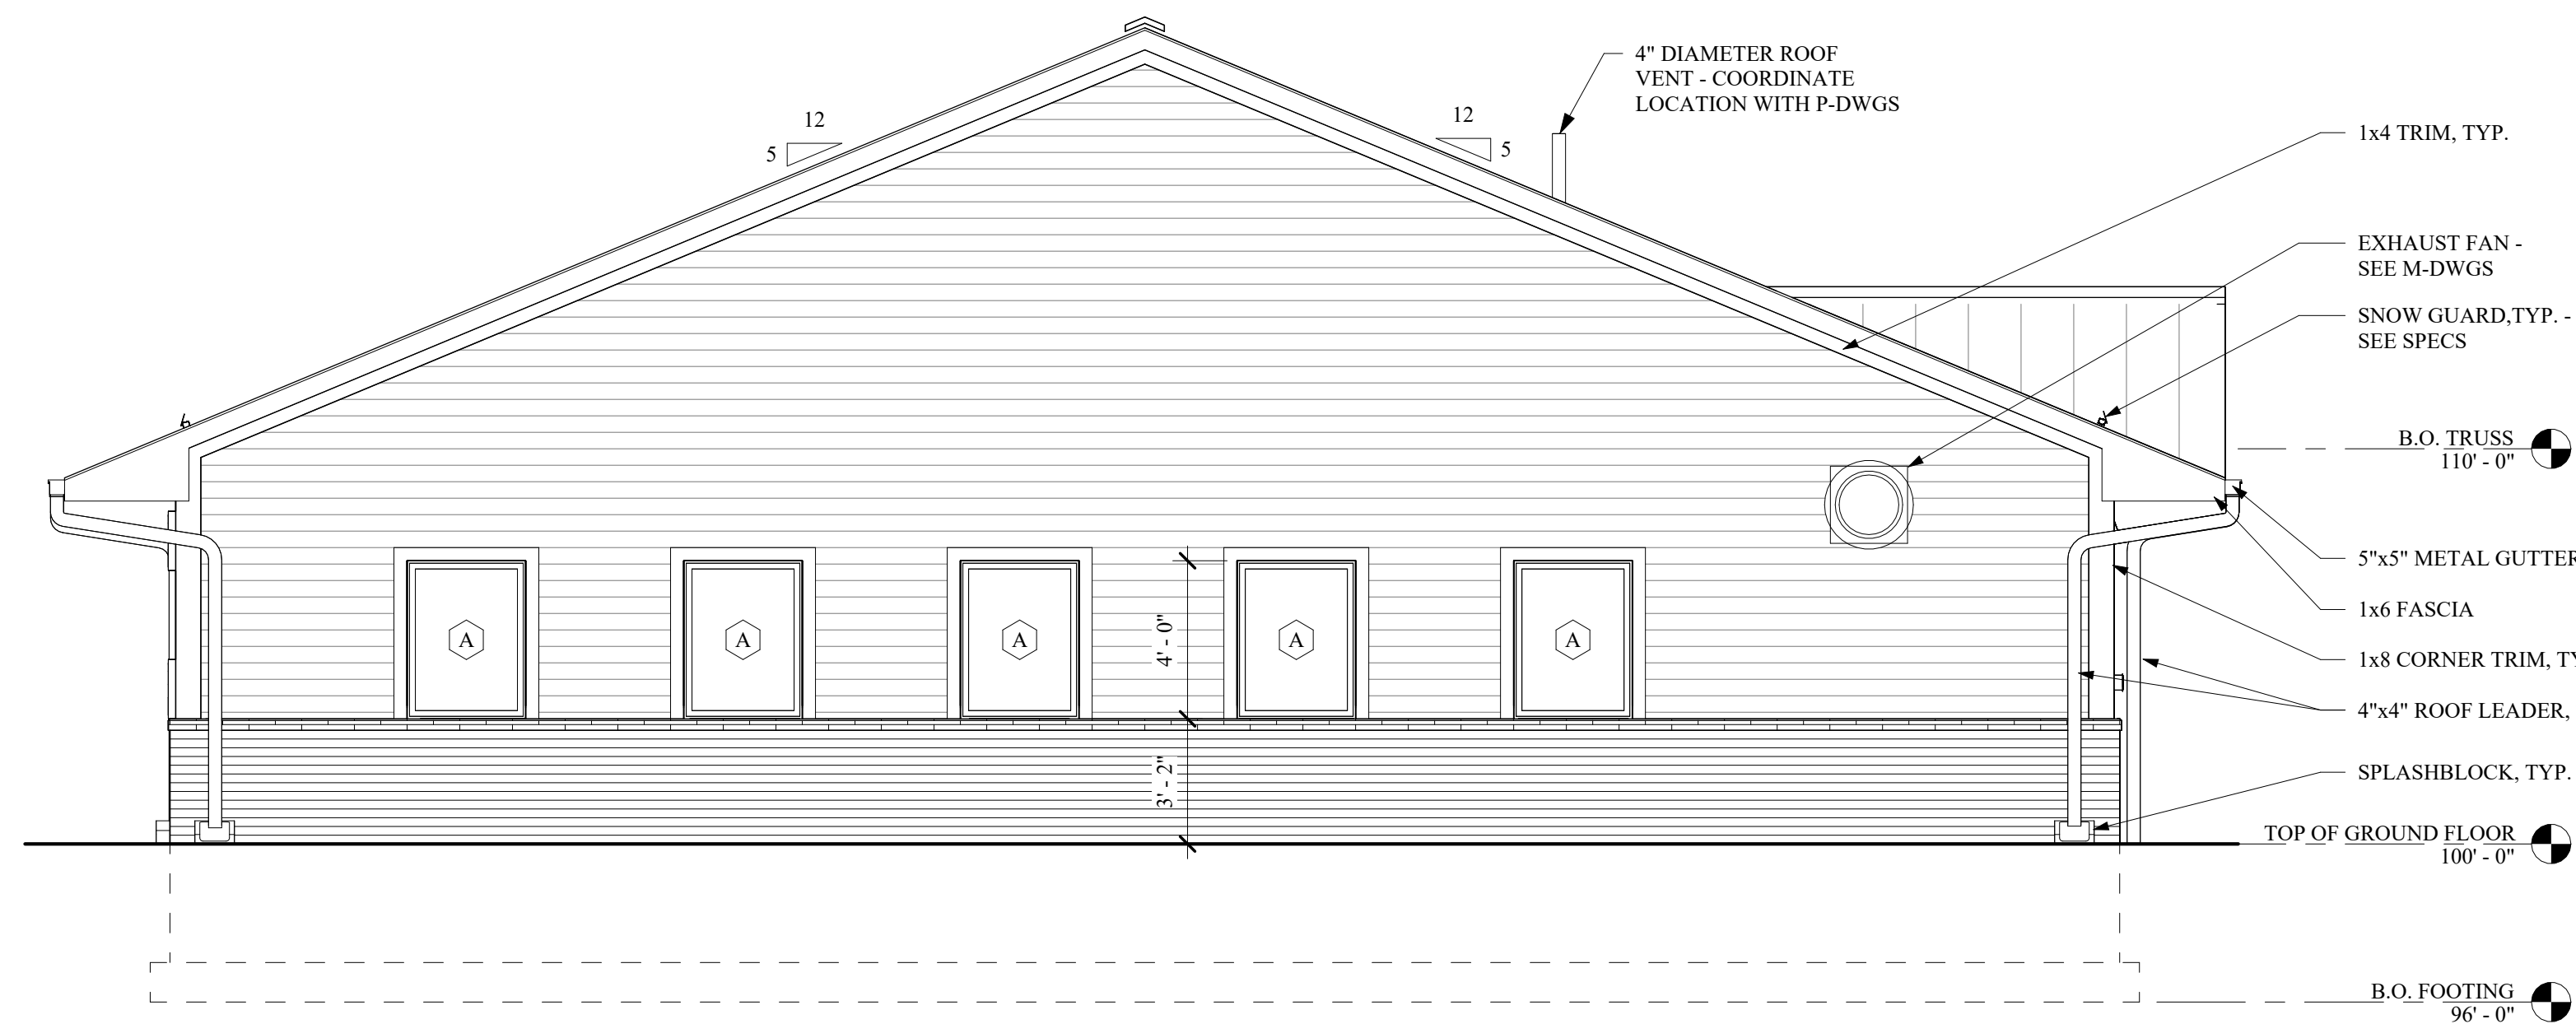 4" DIAMETER ROOF
VENT - COORDINATE
LOCATION WITH P-DWGS
12
5
12
5
1x4 TRIM, TYP.
EXHAUST FAN -
SEE M-DWGS
SNOW GUARD,TYP. -
SEE SPECS
B.O. TRUSS
110' - 0"
5"x5" METAL GUTTER
1x6 FASCIA
A
A
A
A
A
4' - 0"
1x8 CORNER TRIM, TY
4"x4" ROOF LEADER,
3' - 2"
SPLASHBLOCK, TYP.
TOP OF GROUND FLOOR
100' - 0"
B.O. FOOTING
96' - 0"